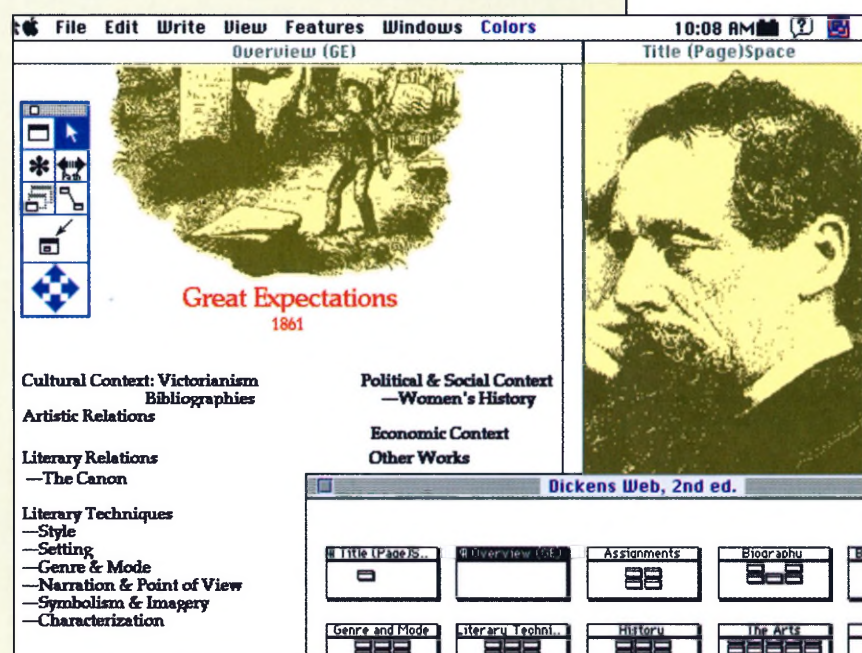 File Edit Write View Features Windows Colors 10:08 AM
Overview (GE)
Title (Page)Space
Path
Great Expectations
1861
Cultural Context: Victorianism
Bibliographies
Artistic Relations
Literary Relations
—The Canon
Literary Techniques
—Style
—Setting
—Genre & Mode
—Narration & Point of View
—Symbolism & Imagery
—Characterization
Political & Social Context
—Women's History
Economic Context
Other Works
Dickens Web, 2nd ed.
Title (Page)S..
Overview (GE)
Assignments
Biography
Genre and Mode
Literary Techni..
History
The Arts